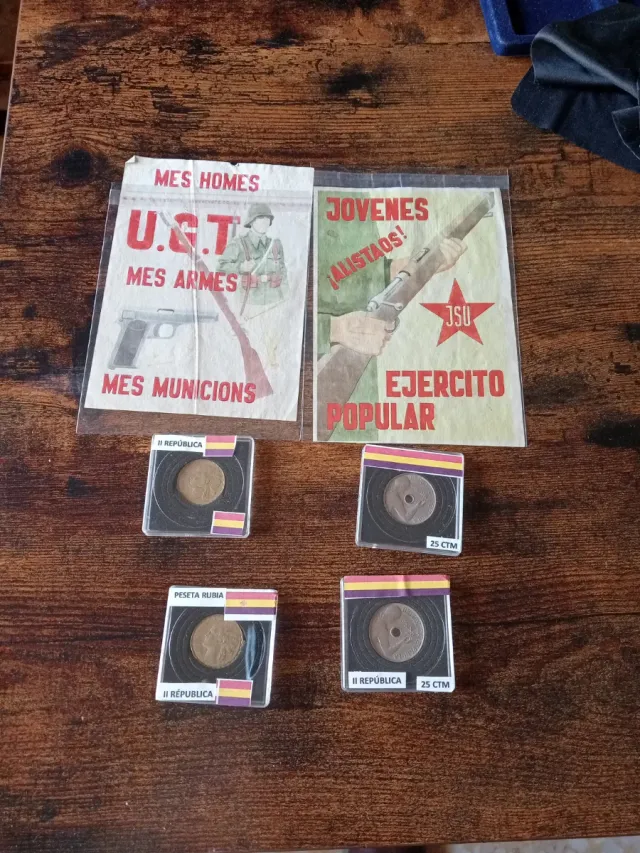 MES HOMES
U.G.T
MES ARMES
MES MUNICIONS
JOVENES
¡ALISTAOS!
JSU
EJERCITO
POPULAR
II REPÚBLICA
25 CTM
PESETA RUBIA
II RÉPUBLICA
II REPÚBLICA
25 CTM